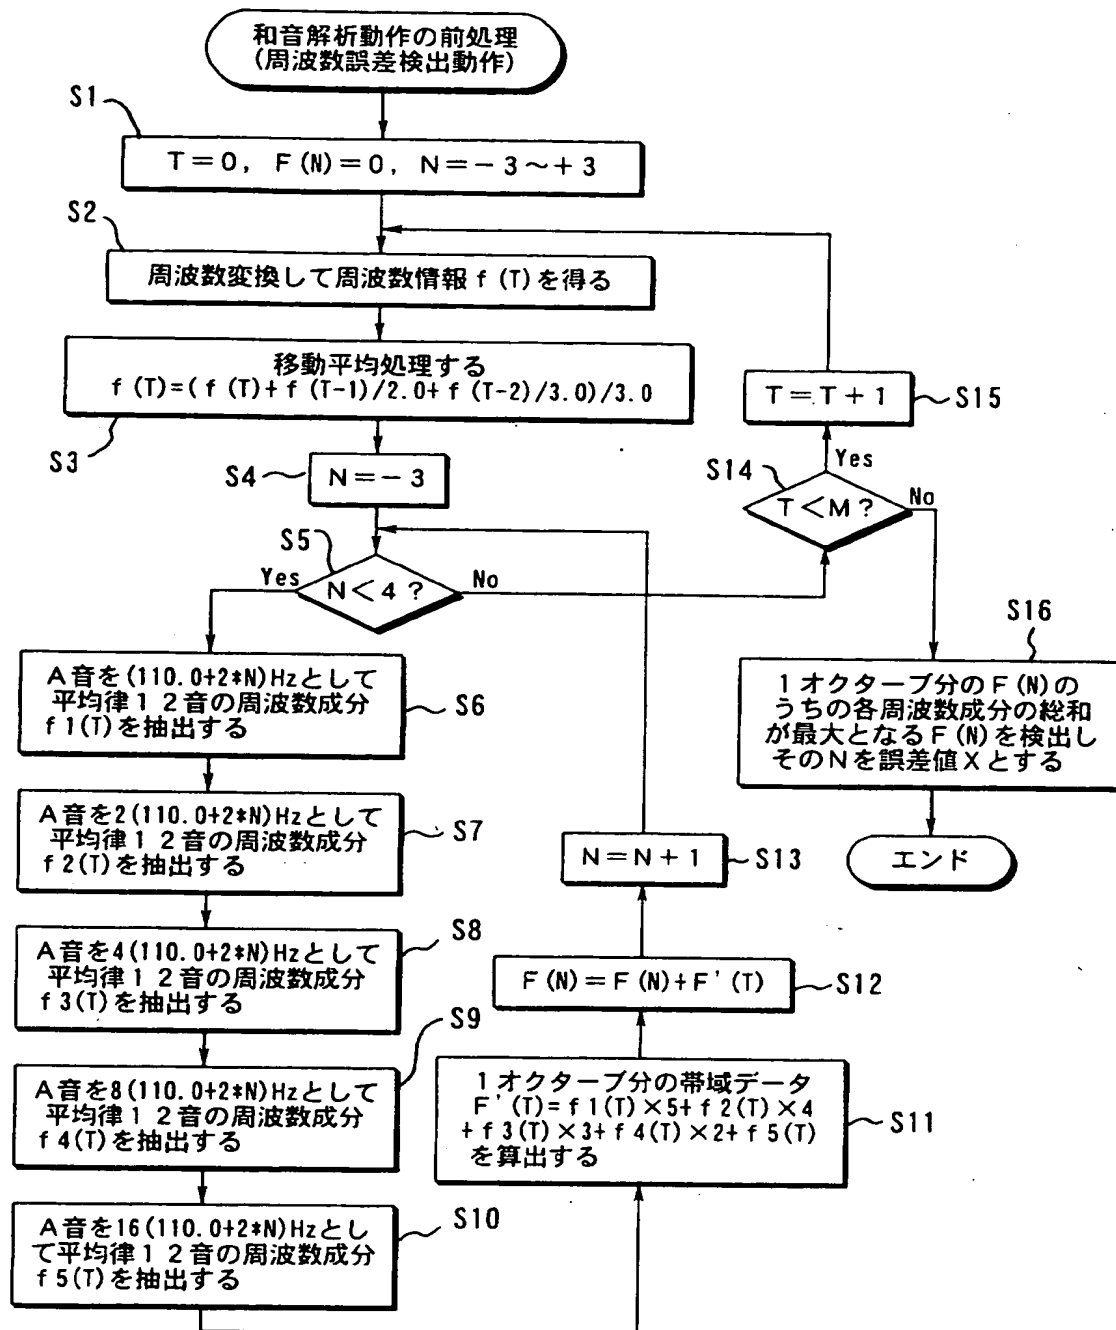 和音解析動作の前処理
(周波数誤差検出動作)
S1
T=0, F(N)=0, N=-3~+3
S2
周波数変換して周波数情報f(T)を得る
移動平均処理する
f(T)=(f(T)+f(T-1)/2.0+f(T-2)/3.0)/3.0
S3
S4
N=-3
S5
N<4?
Yes
No
A音を(110.0+2*N)Hzとして
平均律12音の周波数成分
f1(T)を抽出する
S6
A音を2(110.0+2*N)Hzとして
平均律12音の周波数成分
f2(T)を抽出する
S7
A音を4(110.0+2*N)Hzとして
平均律12音の周波数成分
f3(T)を抽出する
S8
A音を8(110.0+2*N)Hzとして
平均律12音の周波数成分
f4(T)を抽出する
S9
A音を16(110.0+2*N)Hzとし
て平均律12音の周波数成分
f5(T)を抽出する
S10
1オクターブ分の帯域データ
F'(T)=f1(T)×5+f2(T)×4
+f3(T)×3+f4(T)×2+f5(T)
を算出する
S11
F(N)=F(N)+F'(T)
S12
N=N+1
S13
S14
T<M?
Yes
No
T=T+1
S15
S16
1オクターブ分のF(N)の
うちの各周波数成分の総和
が最大となるF(N)を検出し
そのNを誤差値Xとする
エンド